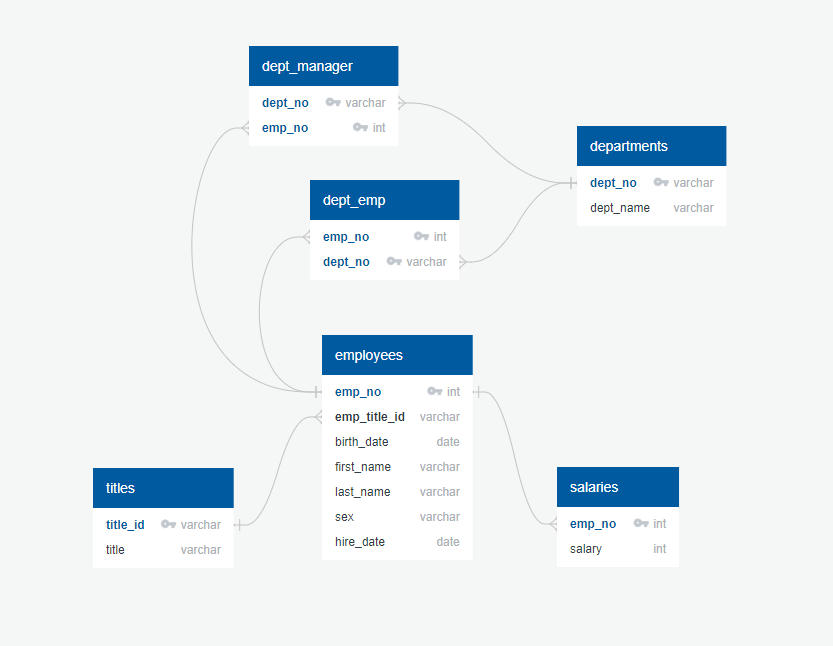 dept_manager
dept_no varchar
emp_no int
departments
dept_no varchar
dept_name varchar
dept_emp
emp_no int
dept_no varchar
employees
emp_no int
emp_title_id varchar
birth_date date
first_name varchar
last_name varchar
sex varchar
hire_date date
titles
title_id varchar
title varchar
salaries
emp_no int
salary int